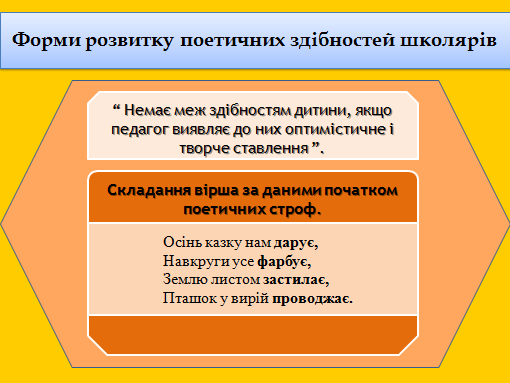 Форми розвитку поетичних здібностей школярів
“ Немає меж здібностям дитини, якщо
педагог виявляє до них оптимістичне і
творче ставлення ”.
Складання вірша за даними початком
поетичних строф.
Осінь казку нам дарує,
Навкруги усе фарбує,
Землю листом застилає,
Пташок у вирій проводжає.